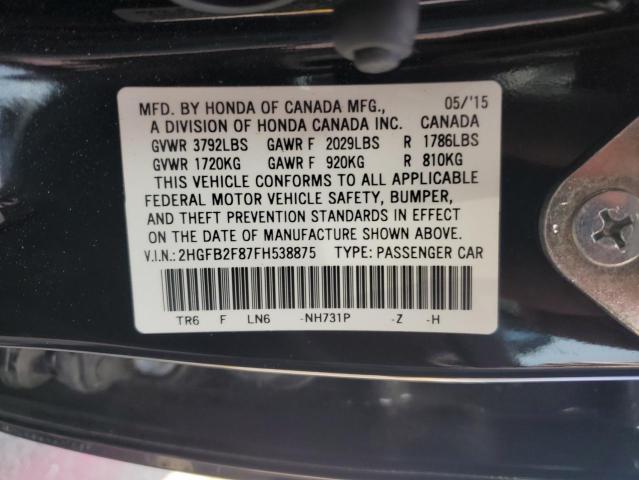 MFD. BY HONDA OF CANADA MFG., 05/'15
A DIVISION OF HONDA CANADA INC. CANADA
GVWR 3792LBS GAWR F 2029LBS R 1786LBS
GVWR 1720KG GAWR F 920KG R 810KG
THIS VEHICLE CONFORMS TO ALL APPLICABLE
FEDERAL MOTOR VEHICLE SAFETY, BUMPER,
AND THEFT PREVENTION STANDARDS IN EFFECT
ON THE DATE OF MANUFACTURE SHOWN ABOVE.
V.I.N.:2HGFB2F87FH538875 TYPE: PASSENGER CAR
TR6 F LN6 -NH731P -Z -H